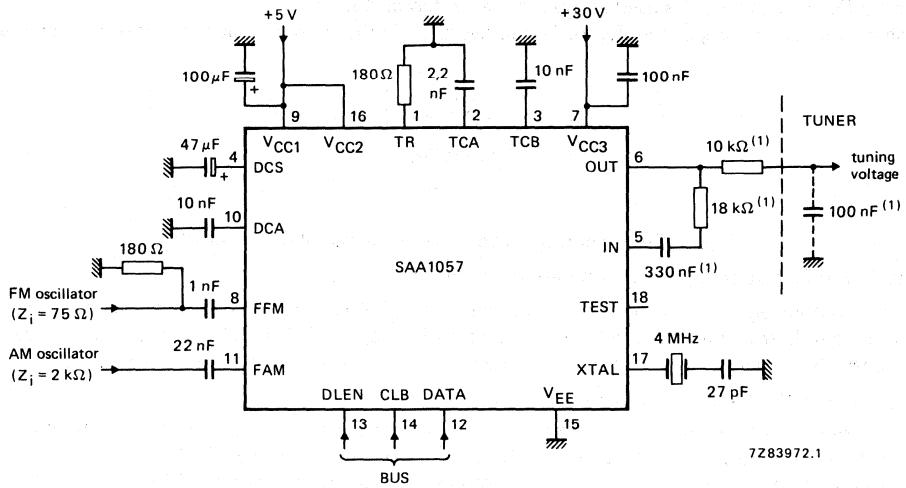 +5 V
+30 V
100 µF
+
180 Ω
2,2 nF
10 nF
100 nF
9
16
1
2
3
7
TUNER
VCC1
VCC2
TR
TCA
TCB
VCC3
10 kΩ (1)
47 µF
+
4
DCS
OUT
6
tuning voltage
18 kΩ (1)
100 nF (1)
10 nF
10
DCA
IN
5
330 nF (1)
180 Ω
SAA1057
1 nF
FM oscillator
(Zi = 75 Ω)
8
FFM
TEST
18
22 nF
AM oscillator
(Zi = 2 kΩ)
11
FAM
4 MHz
XTAL
17
27 pF
DLEN
CLB
DATA
VEE
13
14
12
15
BUS
7Z83972.1